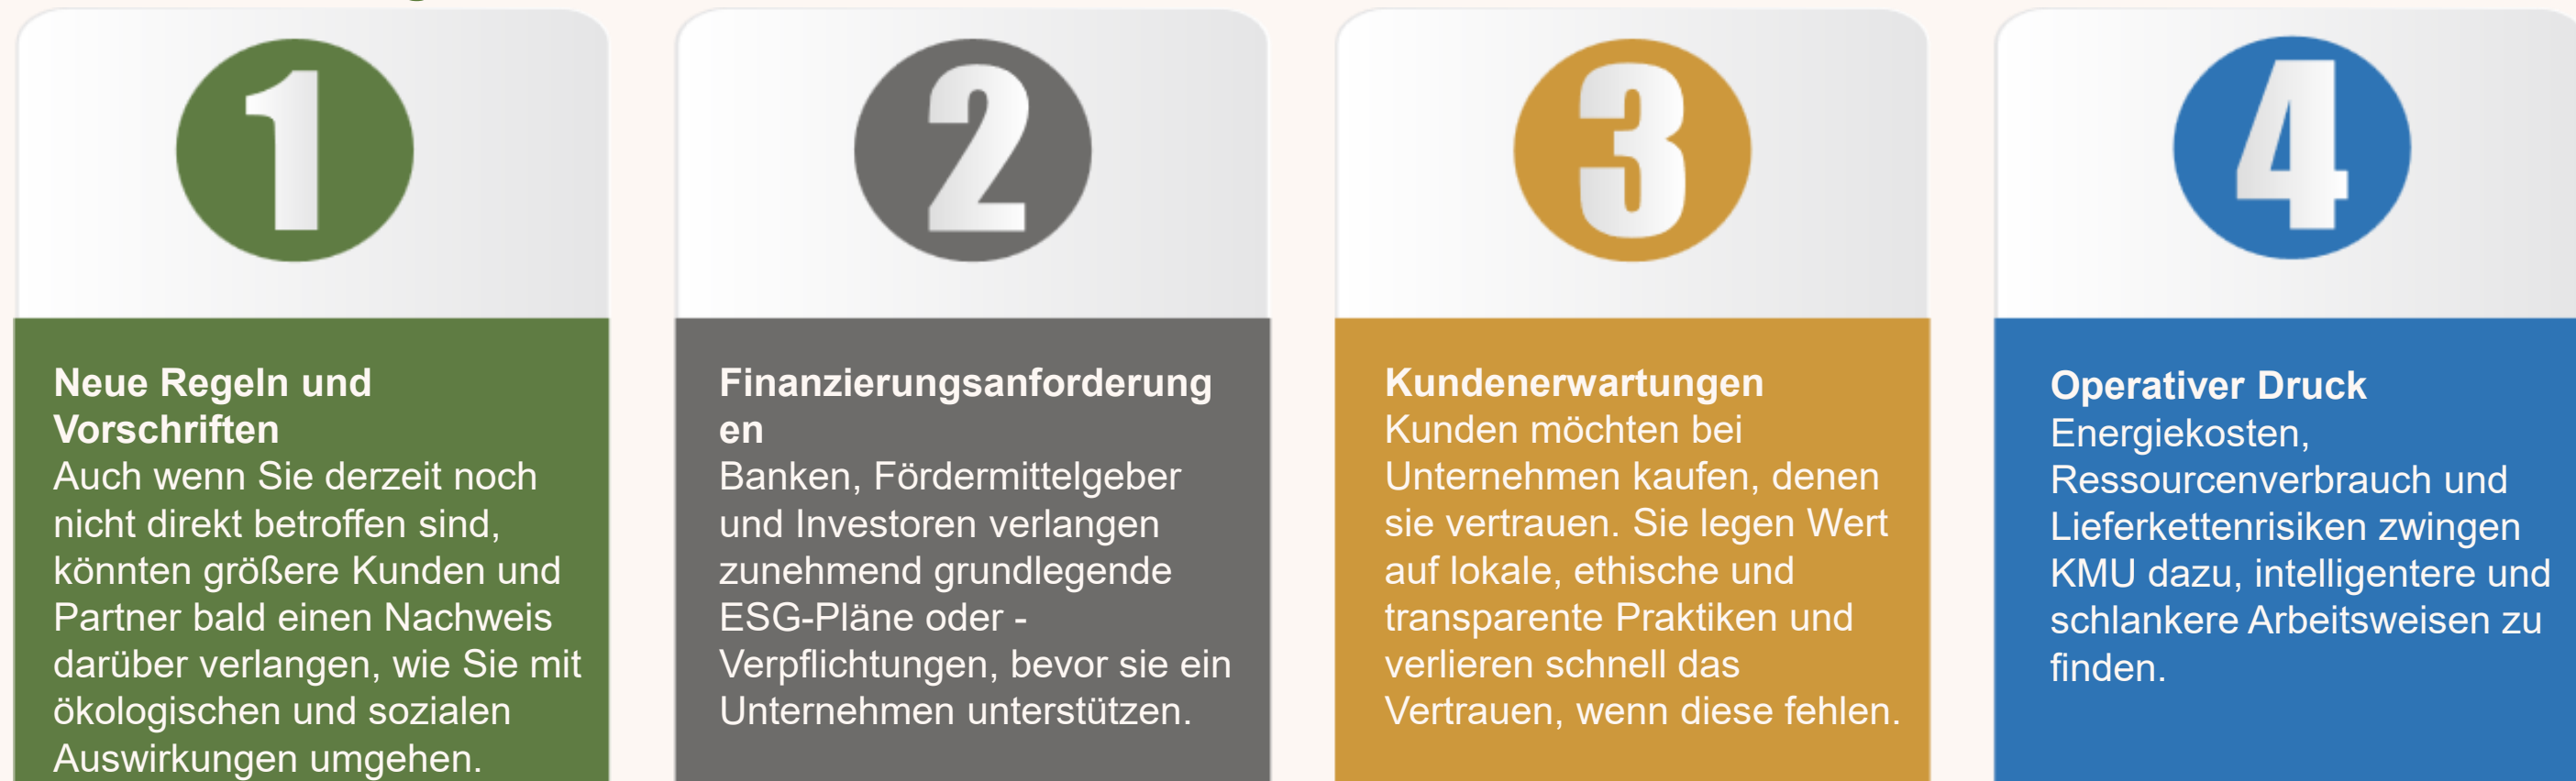 1
Neue Regeln und
Vorschriften
Auch wenn Sie derzeit noch
nicht direkt betroffen sind,
könnten größere Kunden und
Partner bald einen Nachweis
darüber verlangen, wie Sie mit
ökologischen und sozialen
Auswirkungen umgehen.
2
Finanzierungsanforderung
en
Banken, Fördermittelgeber
und Investoren verlangen
zunehmend grundlegende
ESG-Pläne oder -
Verpflichtungen, bevor sie ein
Unternehmen unterstützen.
3
Kundenerwartungen
Kunden möchten bei
Unternehmen kaufen, denen
sie vertrauen. Sie legen Wert
auf lokale, ethische und
transparente Praktiken und
verlieren schnell das
Vertrauen, wenn diese fehlen.
4
Operativer Druck
Energiekosten,
Ressourcenverbrauch und
Lieferkettenrisiken zwingen
KMU dazu, intelligentere und
schlankere Arbeitsweisen zu
finden.